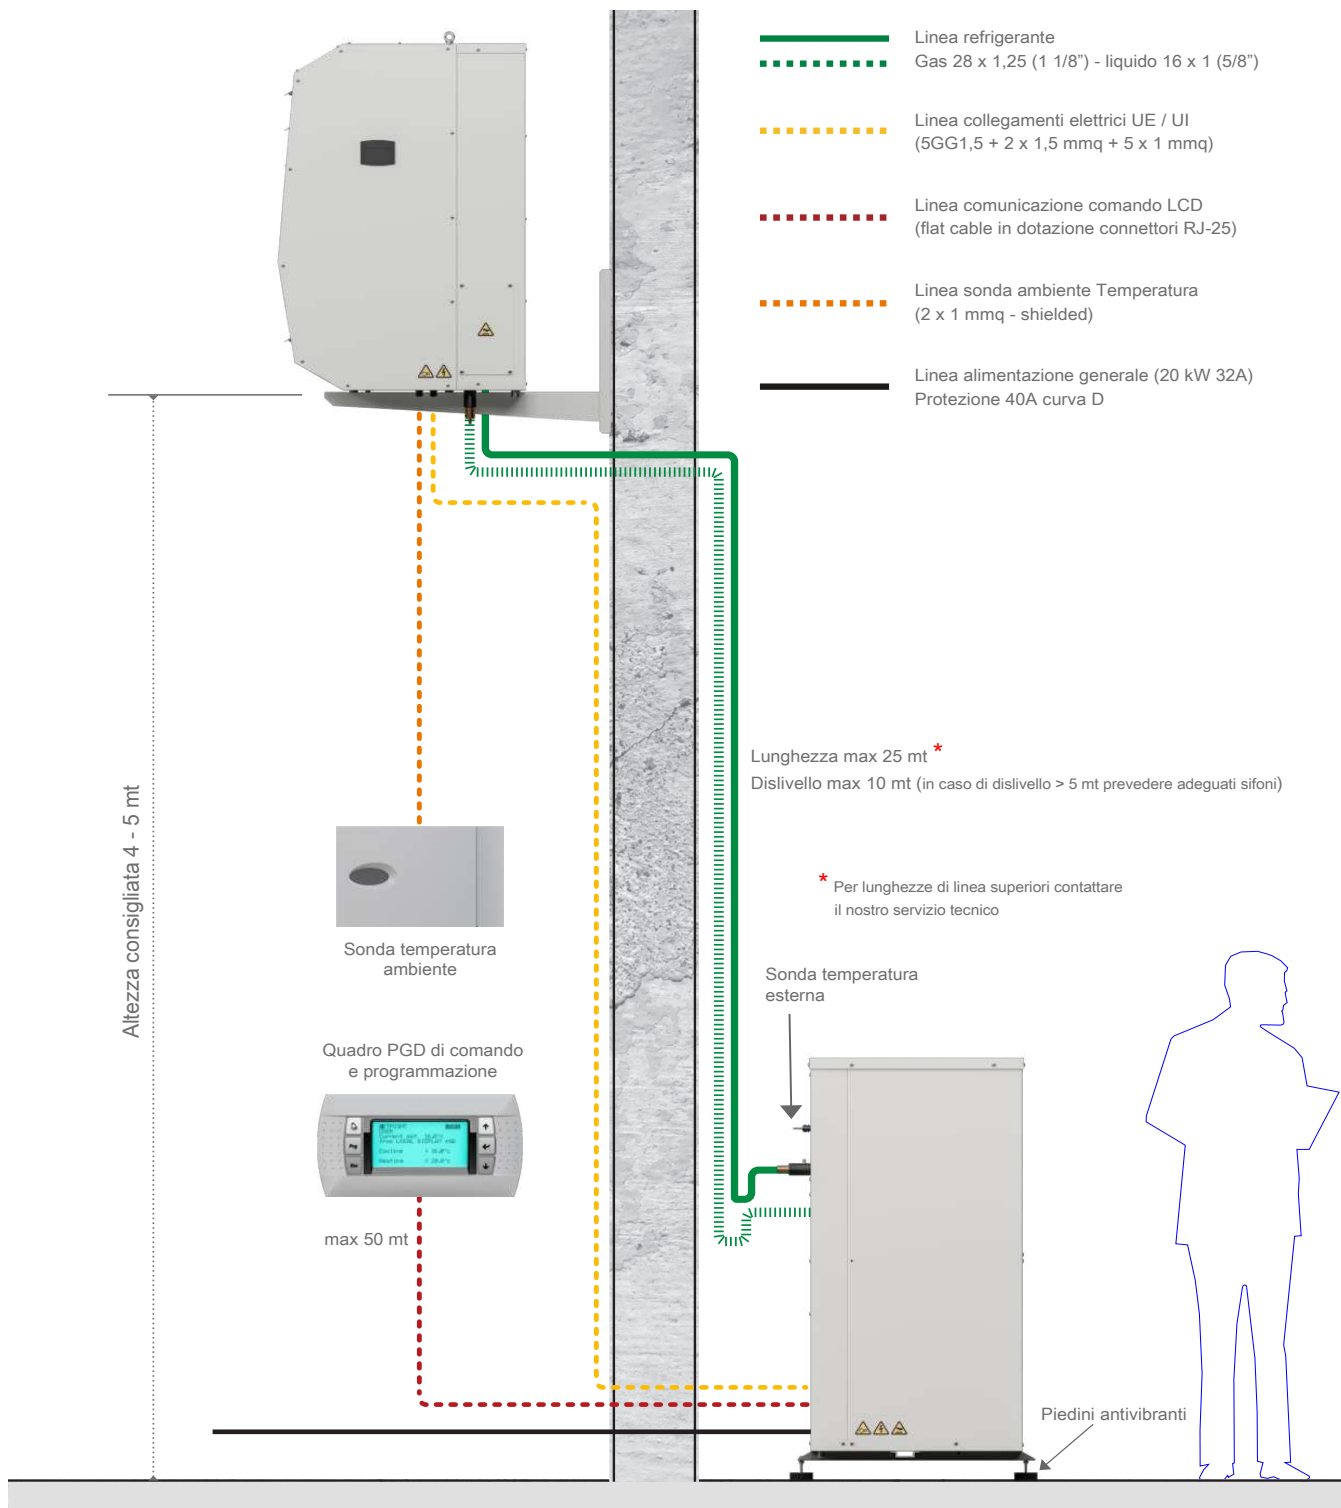 Linea refrigerante
Gas 28 x 1,25 (1 1/8”) - liquido 16 x 1 (5/8”)
Linea collegamenti elettrici UE / UI
(5GG1,5 + 2 x 1,5 mmq + 5 x 1 mmq)
Linea comunicazione comando LCD
(flat cable in dotazione connettori RJ-25)
Linea sonda ambiente Temperatura
(2 x 1 mmq - shielded)
Linea alimentazione generale (20 kW 32A)
Protezione 40A curva D
Altezza consigliata 4 - 5 mt
Lunghezza max 25 mt *
Dislivello max 10 mt (in caso di dislivello > 5 mt prevedere adeguati sifoni)
* Per lunghezze di linea superiori contattare
il nostro servizio tecnico
Sonda temperatura
ambiente
Sonda temperatura
esterna
Quadro PGD di comando
e programmazione
Prg
Esc
max 50 mt
Piedini antivibranti